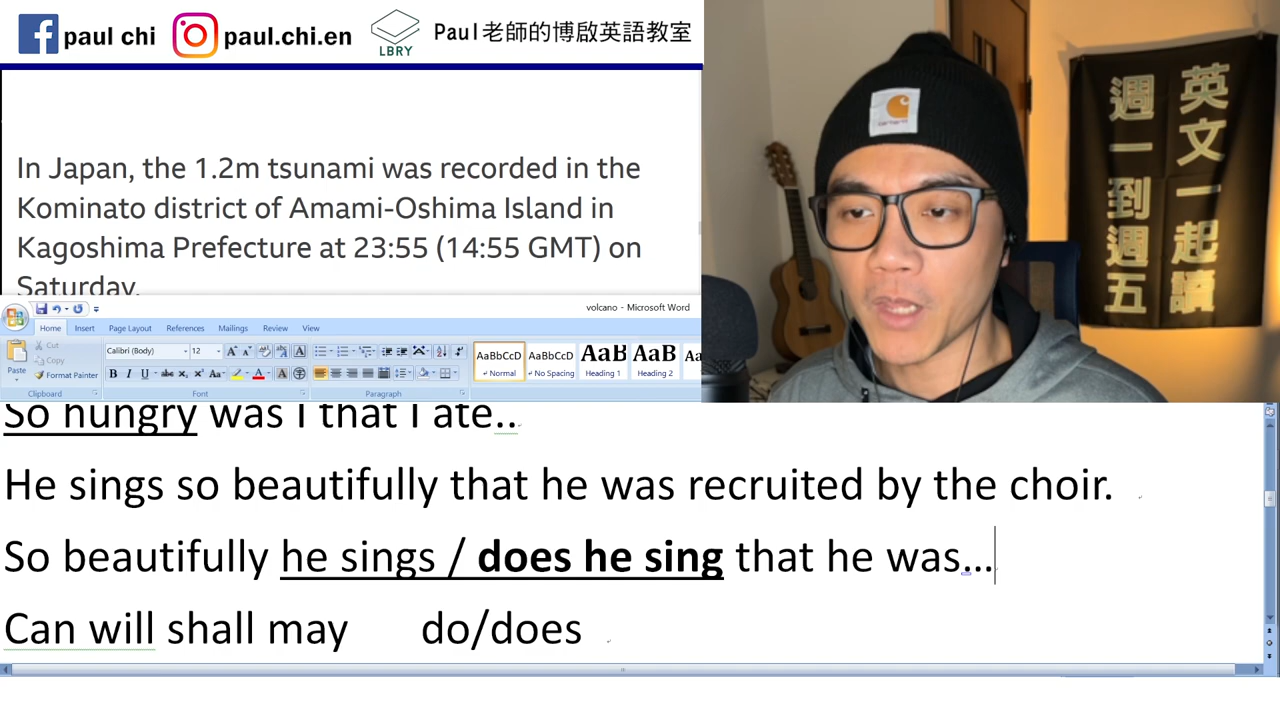 paul chi
paul.chi.en
LBRY
Paul老師的博啟英語教室
In Japan, the 1.2m tsunami was recorded in the
Kominato district of Amami-Oshima Island in
Kagoshima Prefecture at 23:55 (14:55 GMT) on
Saturday.
volcano - Microsoft Word
Home Insert Page Layout References Mailings Review View
Cut
Copy
Format Painter
Paste
Clipboard
Calibri (Body) 12
Font
Paragraph
AaBbCcD AaBbCcD AaBb AaB Aa
Normal No Spacing Heading 1 Heading 2
carhartt
英文一起讀
週一到週五
So hungry was I that I ate..
He sings so beautifully that he was recruited by the choir.
So beautifully he sings / does he sing that he was...
Can will shall may do/does